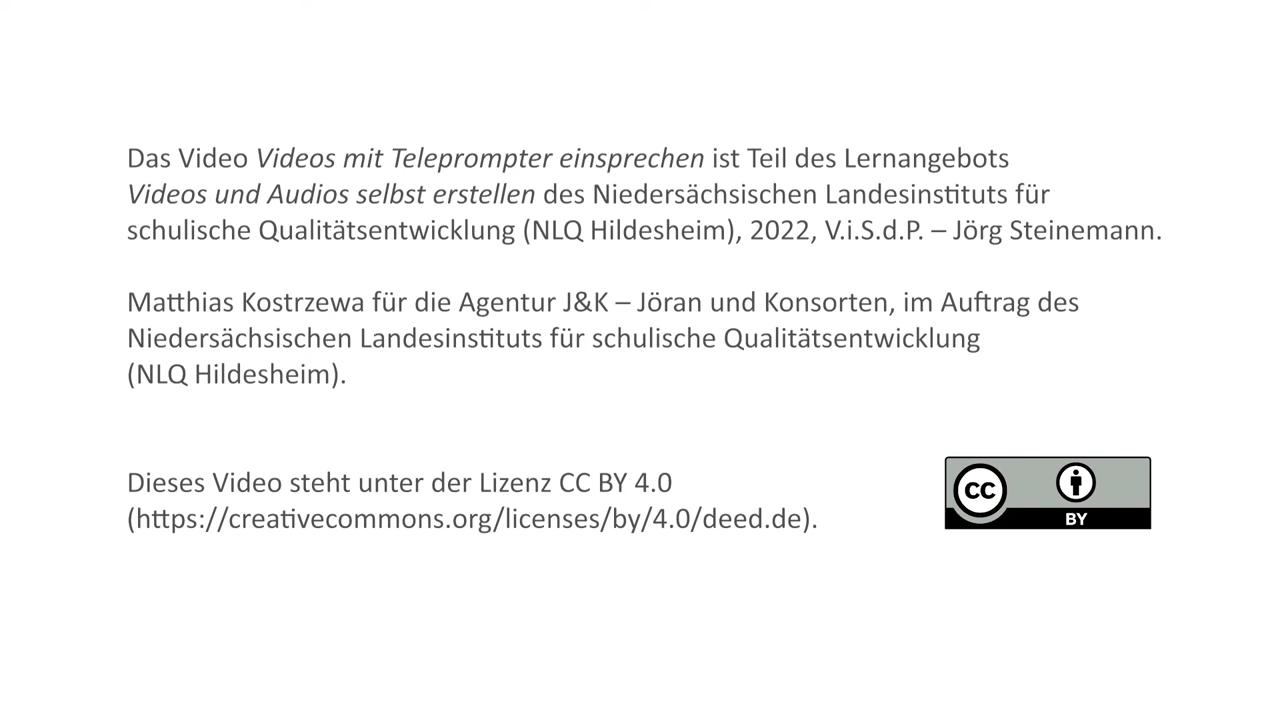 Das Video Videos mit Teleprompter einsprechen ist Teil des Lernangebots
Videos und Audios selbst erstellen des Niedersächsischen Landesinstituts für
schulische Qualitätsentwicklung (NLQ Hildesheim), 2022, V.i.S.d.P. – Jörg Steinemann.
Matthias Kostrzewa für die Agentur J&K – Jöran und Konsorten, im Auftrag des
Niedersächsischen Landesinstituts für schulische Qualitätsentwicklung
(NLQ Hildesheim).
Dieses Video steht unter der Lizenz CC BY 4.0
(https://creativecommons.org/licenses/by/4.0/deed.de).
CC
BY